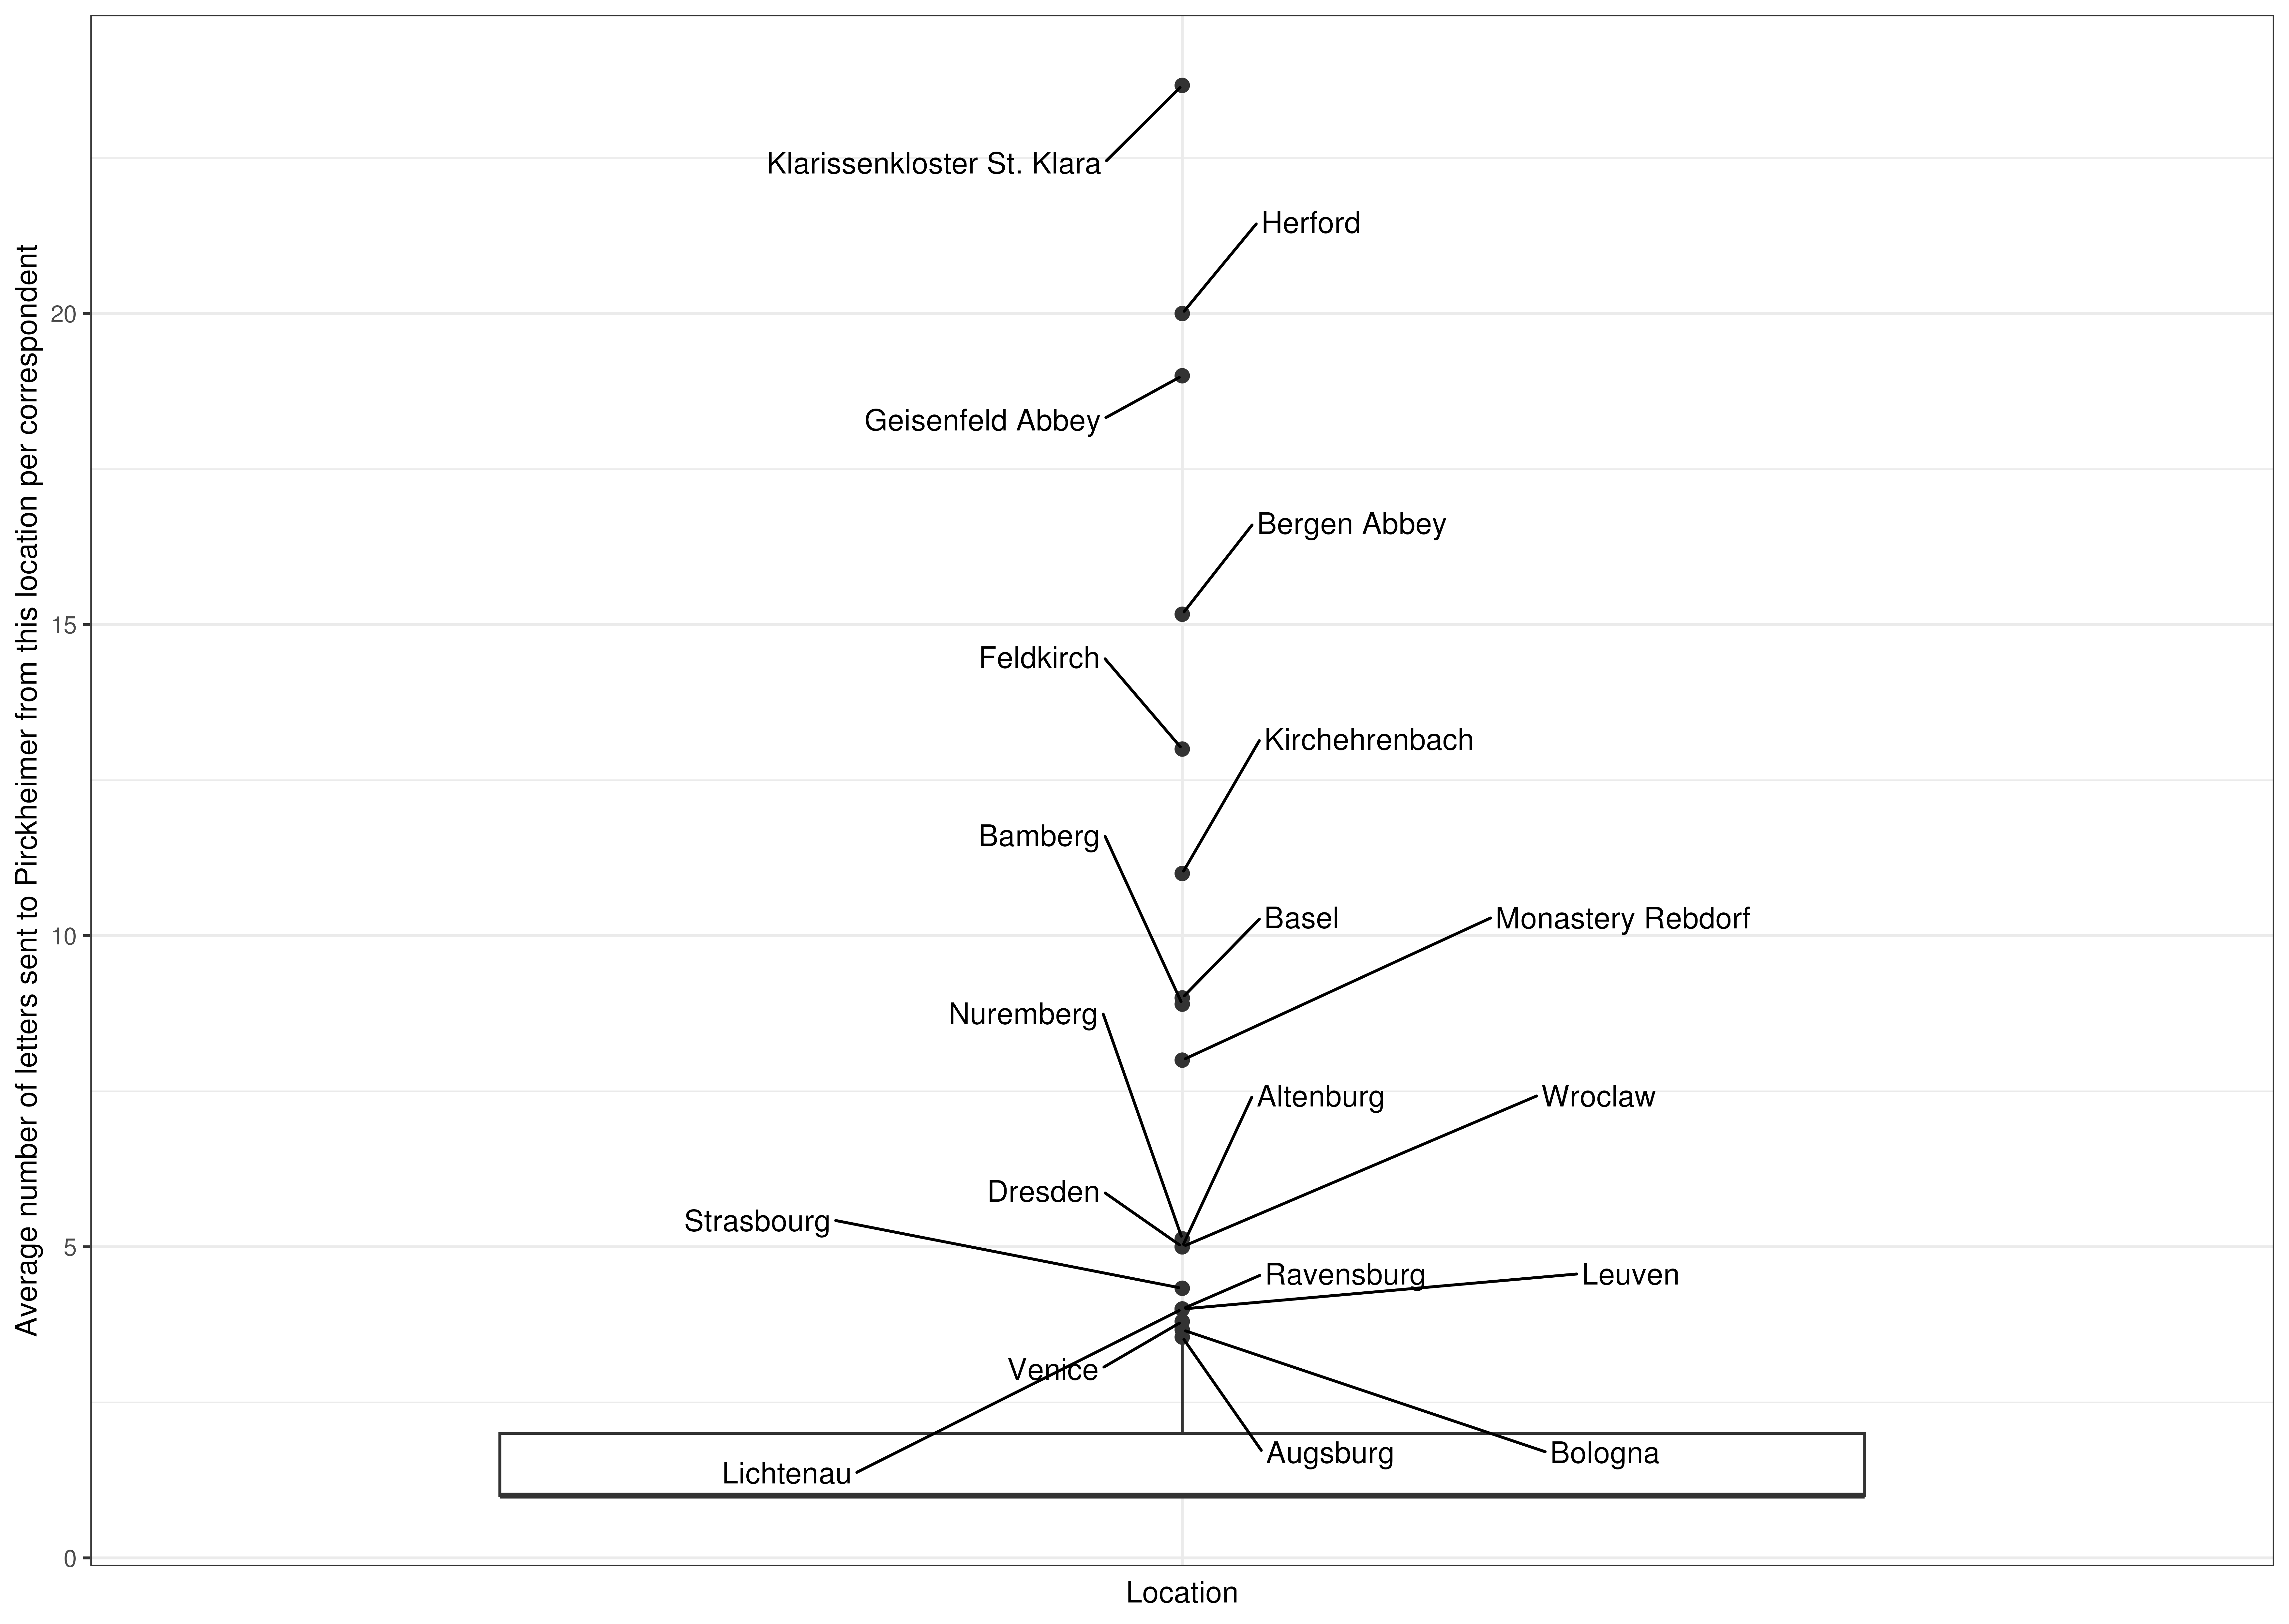 Klarissenkloster St. Klara
Herford
20
Geisenfeld Abbey
Bergen Abbey
15
Feldkirch
Kirchehrenbach
Bamberg
Basel
Monastery Rebdorf
10
Nuremberg
Altenburg
Wroclaw
Dresden
Strasbourg
5
Ravensburg
Leuven
Venice
Augsburg
Bologna
Lichtenau
0
Location
Average number of letters sent to Pirckheimer from this location per correspondent